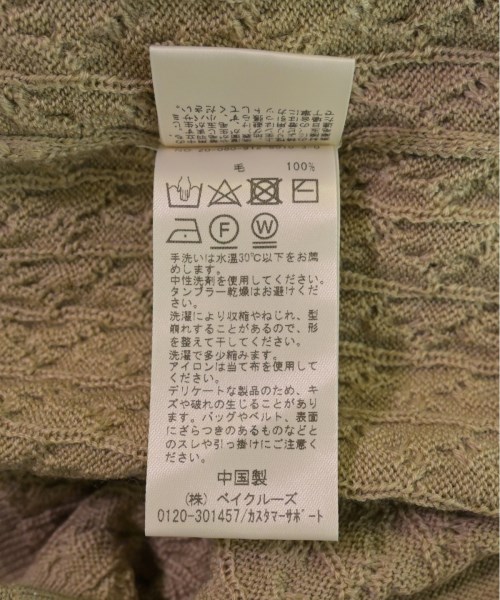 毛 100%
F W
手洗いは水温30℃以下をお薦
めします。
中性洗剤を使用してください。
タンブラー乾燥はお避けくだ
さい。
洗濯により収縮やねじれ、型
崩れすることがあるので、形
を整えて干してください。
洗濯で多少縮みます。
アイロンは当て布を使用して
ください。
デリケートな製品のため、キ
ズや破れの生じることがあり
ます。バッグやベルト、表面
にざらつきのあるものなどと
のスレや引っ掛けにご注意く
ださい。
中国製
(株) ベイクルーズ
0120-301457/カスタマーサポート